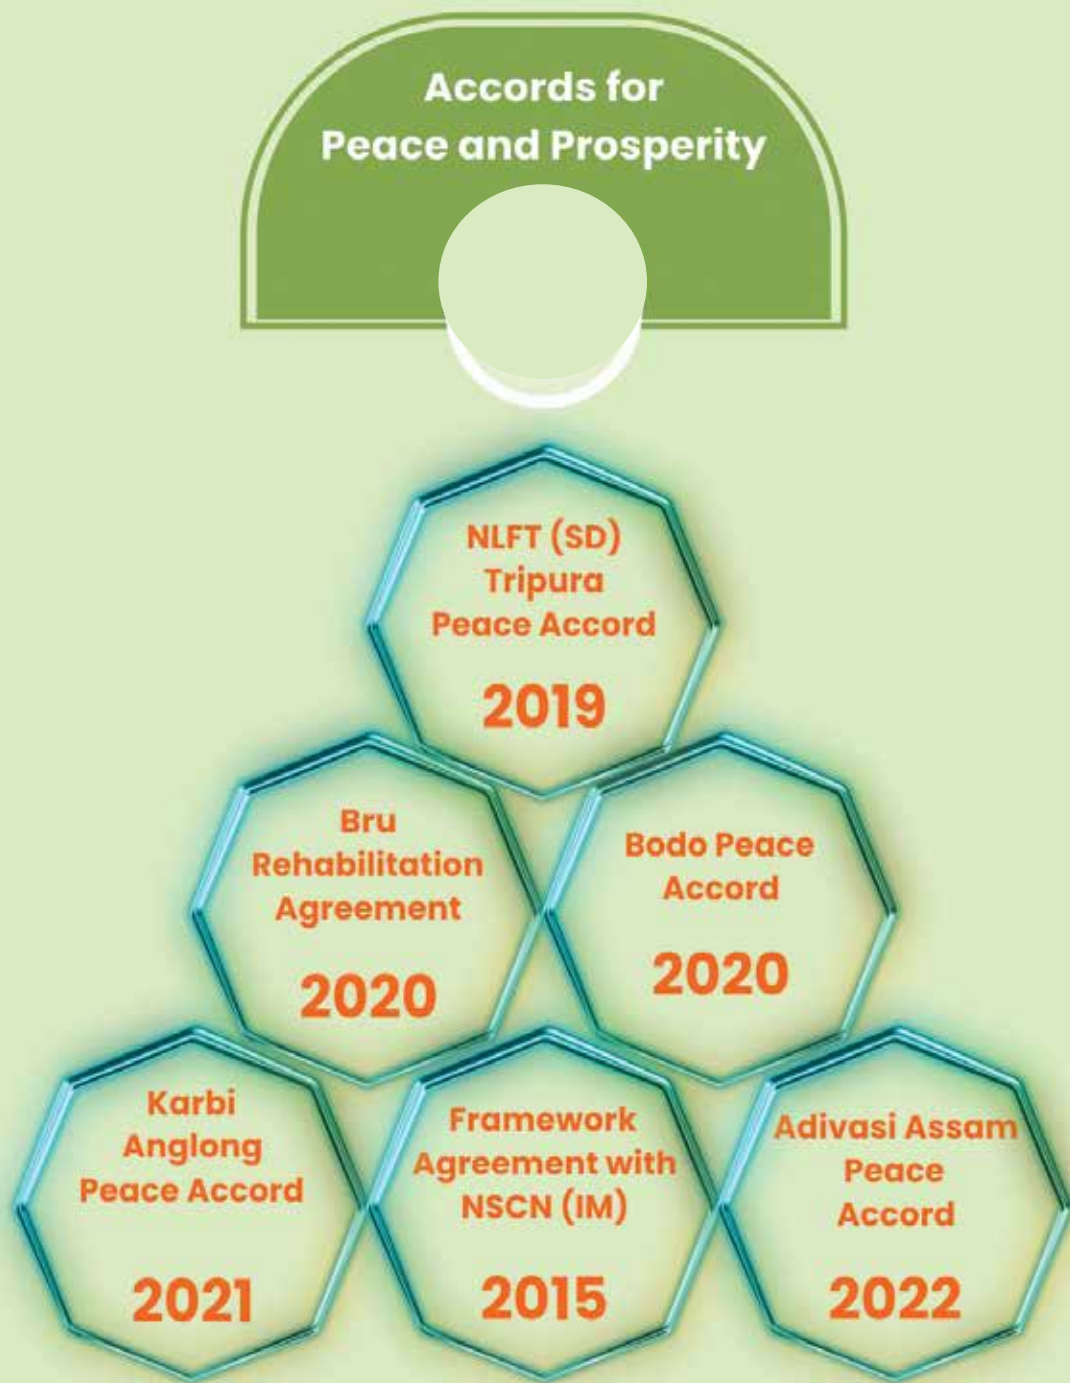 Accords for
Peace and Prosperity
NLFT (SD)
Tripura
Peace Accord
2019
Bru
Rehabilitation
Agreement
2020
Bodo Peace
Accord
2020
Karbi
Anglong
Peace Accord
2021
Framework
Agreement with
NSCN (IM)
2015
Adivasi Assam
Peace
Accord
2022